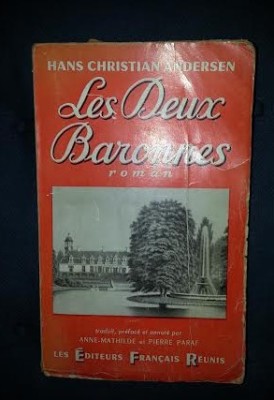 HANS CHRISTIAN ANDERSEN
Les Deux
Baronnes
roman
traduit, préfacé et annoté par
ANNE-MATHILDE et PIERRE PARAF
LES ÉDITEURS FRANÇAIS RÉUNIS